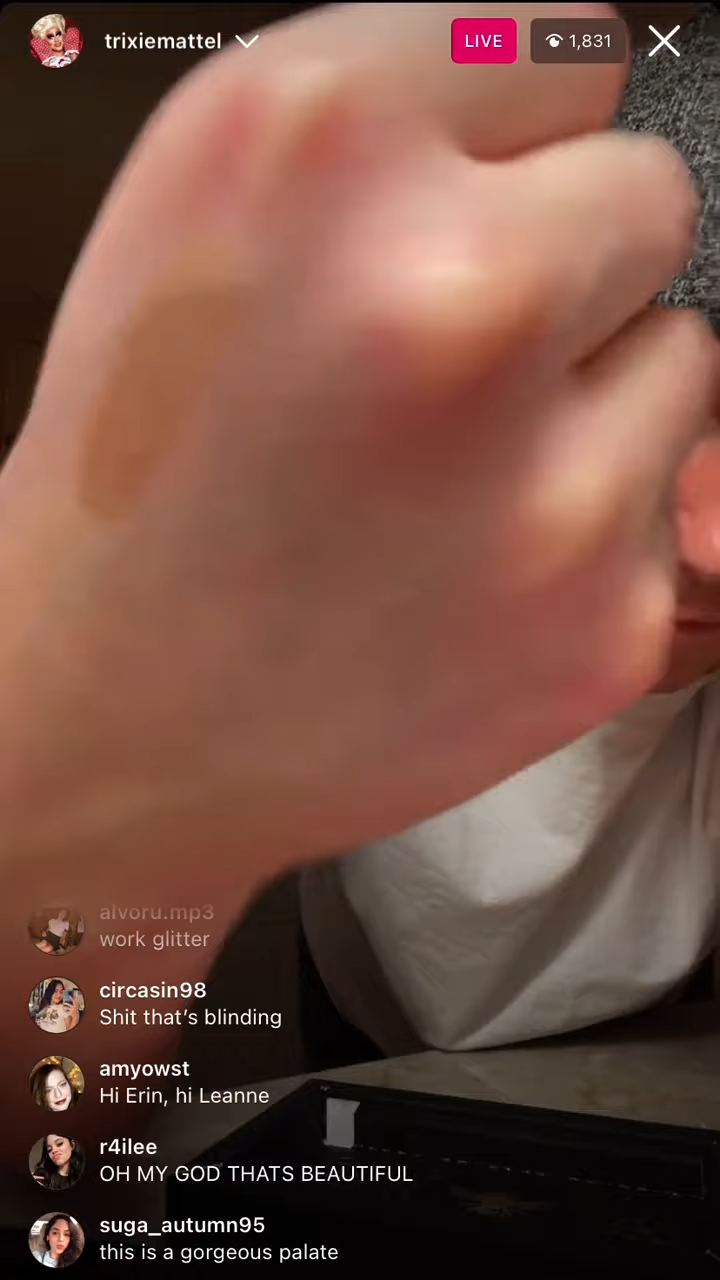 trixiemattel
LIVE
1,831
alvoru.mp3
work glitter
circasin98
Shit that’s blinding
amyowst
Hi Erin, hi Leanne
r4ilee
OH MY GOD THATS BEAUTIFUL
suga_autumn95
this is a gorgeous palate